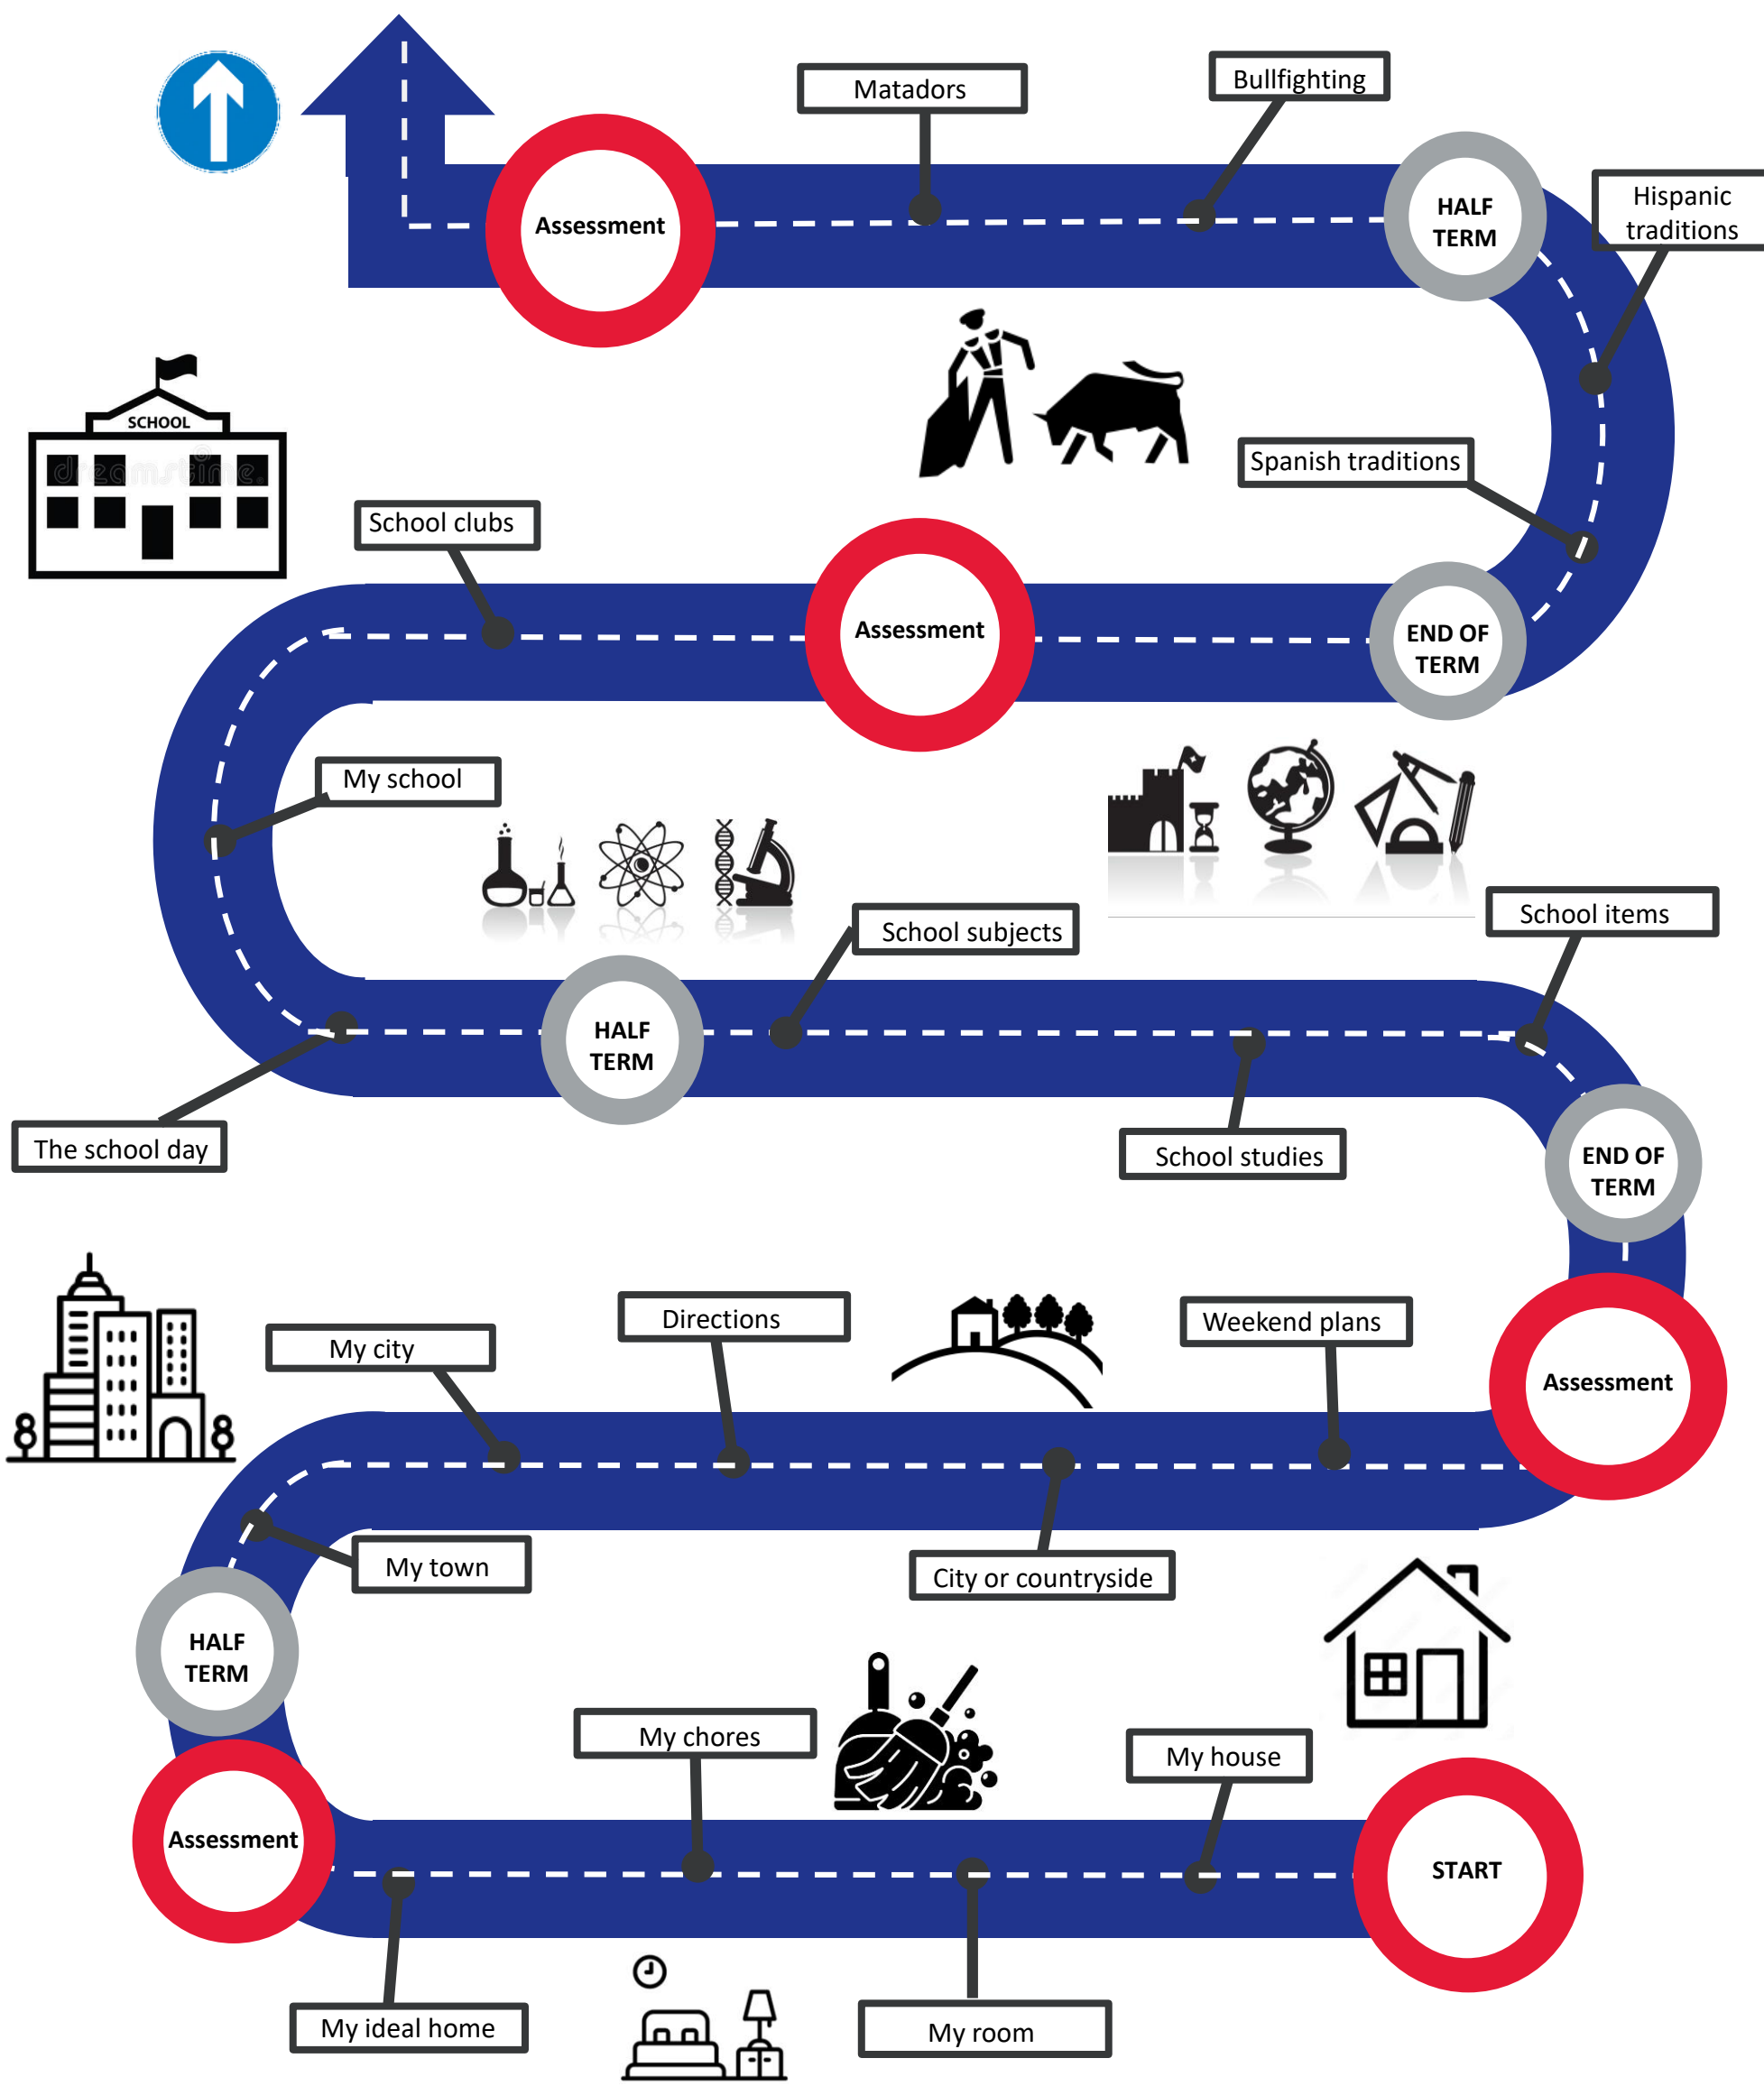 Matadors
Bullfighting
Hispanic
traditions
Assessment
HALF
TERM
SCHOOL
dreamstime.
Spanish traditions
School clubs
Assessment
END OF
TERM
My school
School subjects
School items
HALF
TERM
The school day
School studies
END OF
TERM
My city
Directions
Weekend plans
Assessment
My town
City or countryside
HALF
TERM
My chores
My house
Assessment
START
My ideal home
My room